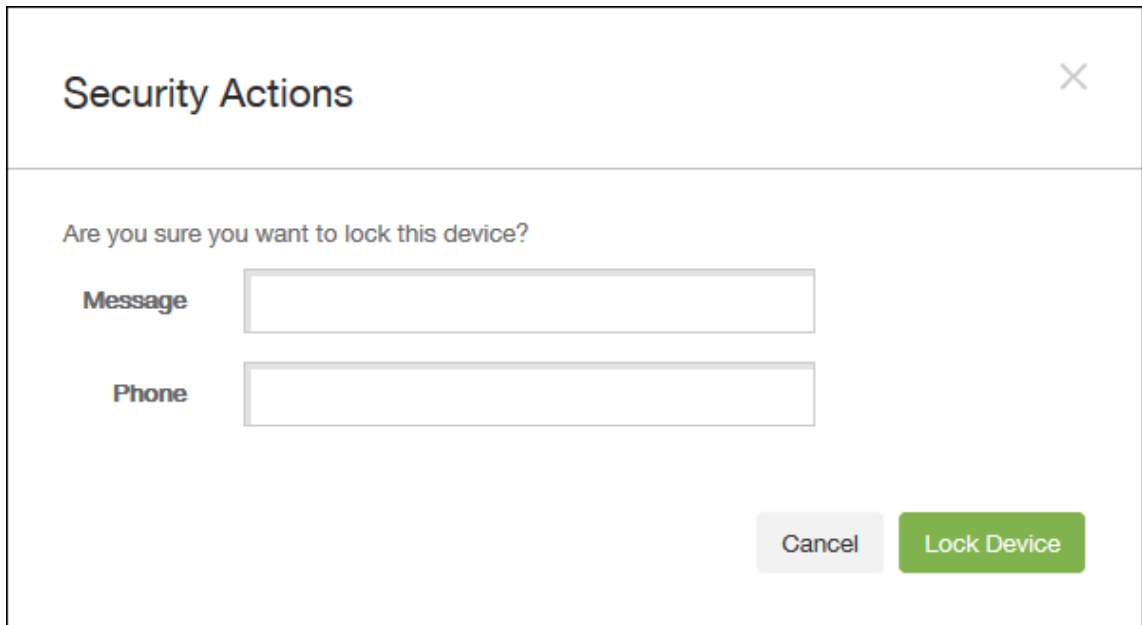 Security Actions
Are you sure you want to lock this device?
Message
Phone
Cancel
Lock Device